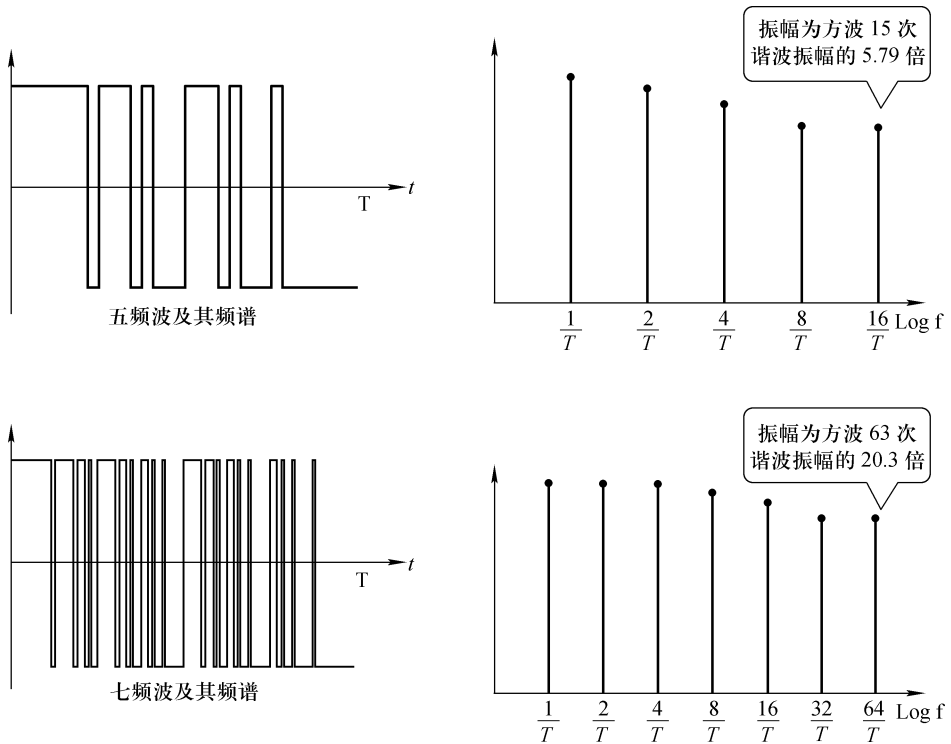 振幅为方波 15 次
谐波振幅的 5.79 倍
t
T
五频波及其频谱
1/T 2/T 4/T 8/T 16/T Log f
振幅为方波 63 次
谐波振幅的 20.3 倍
t
T
七频波及其频谱
1/T 2/T 4/T 8/T 16/T 32/T 64/T Log f